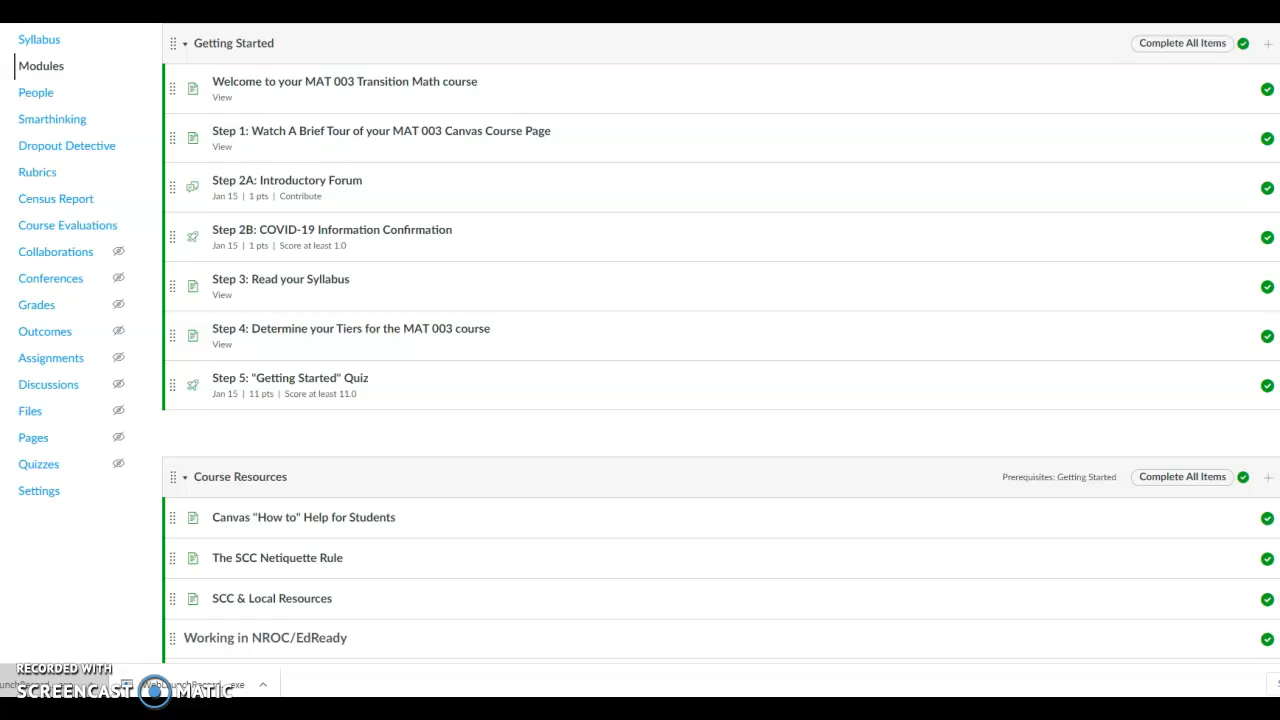 Syllabus
Modules
People
Smarthinking
Dropout Detective
Rubrics
Census Report
Course Evaluations
Collaborations
Conferences
Grades
Outcomes
Assignments
Discussions
Files
Pages
Quizzes
Settings
Getting Started
Complete All Items
Welcome to your MAT 003 Transition Math course
View
Step 1: Watch A Brief Tour of your MAT 003 Canvas Course Page
View
Step 2A: Introductory Forum
Jan 15 | 1 pts | Contribute
Step 2B: COVID-19 Information Confirmation
Jan 15 | 1 pts | Score at least 1.0
Step 3: Read your Syllabus
View
Step 4: Determine your Tiers for the MAT 003 course
View
Step 5: "Getting Started" Quiz
Jan 15 | 11 pts | Score at least 11.0
Course Resources
Prerequisites: Getting Started
Complete All Items
Canvas "How to" Help for Students
The SCC Netiquette Rule
SCC & Local Resources
Working in NROC/EdReady
RECORDED WITH
SCREENCAST MATIC